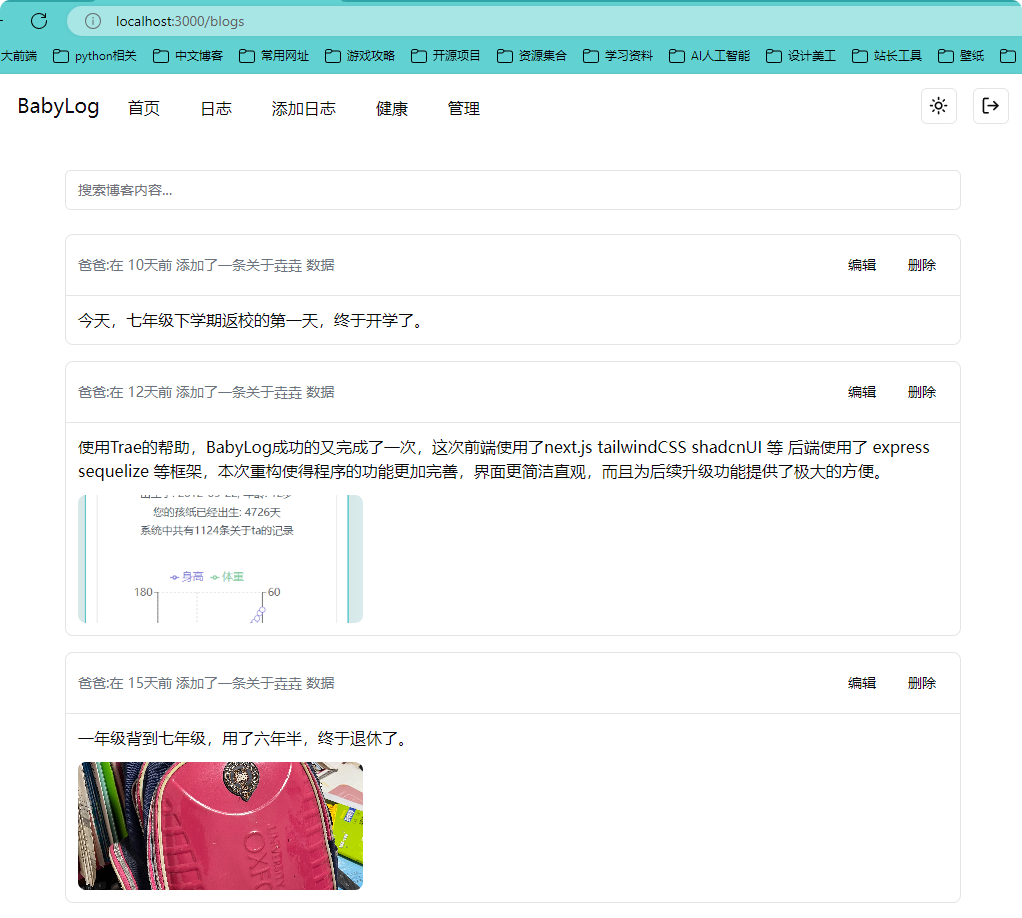 localhost:3000/blogs
大前端 python相关 中文博客 常用网址 游戏攻略 开源项目 资源集合 学习资料 AI人工智能 设计美工 站长工具 壁纸
BabyLog 首页 日志 添加日志 健康 管理
搜索博客内容...
爸爸:在 10天前 添加了一条关于垚垚 数据 编辑 删除
今天，七年级下学期返校的第一天，终于开学了。
爸爸:在 12天前 添加了一条关于垚垚 数据 编辑 删除
使用Trae的帮助，BabyLog成功的又完成了一次，这次前端使用了next.js tailwindCSS shadcnUI 等 后端使用了 express
sequelize 等框架，本次重构使得程序的功能更加完善，界面更简洁直观，而且为后续升级功能提供了极大的方便。
您的孩纸已经出生: 4726天
系统中共有1124条关于ta的记录
身高 体重
180 60
爸爸:在 15天前 添加了一条关于垚垚 数据 编辑 删除
一年级背到七年级，用了六年半，终于退休了。